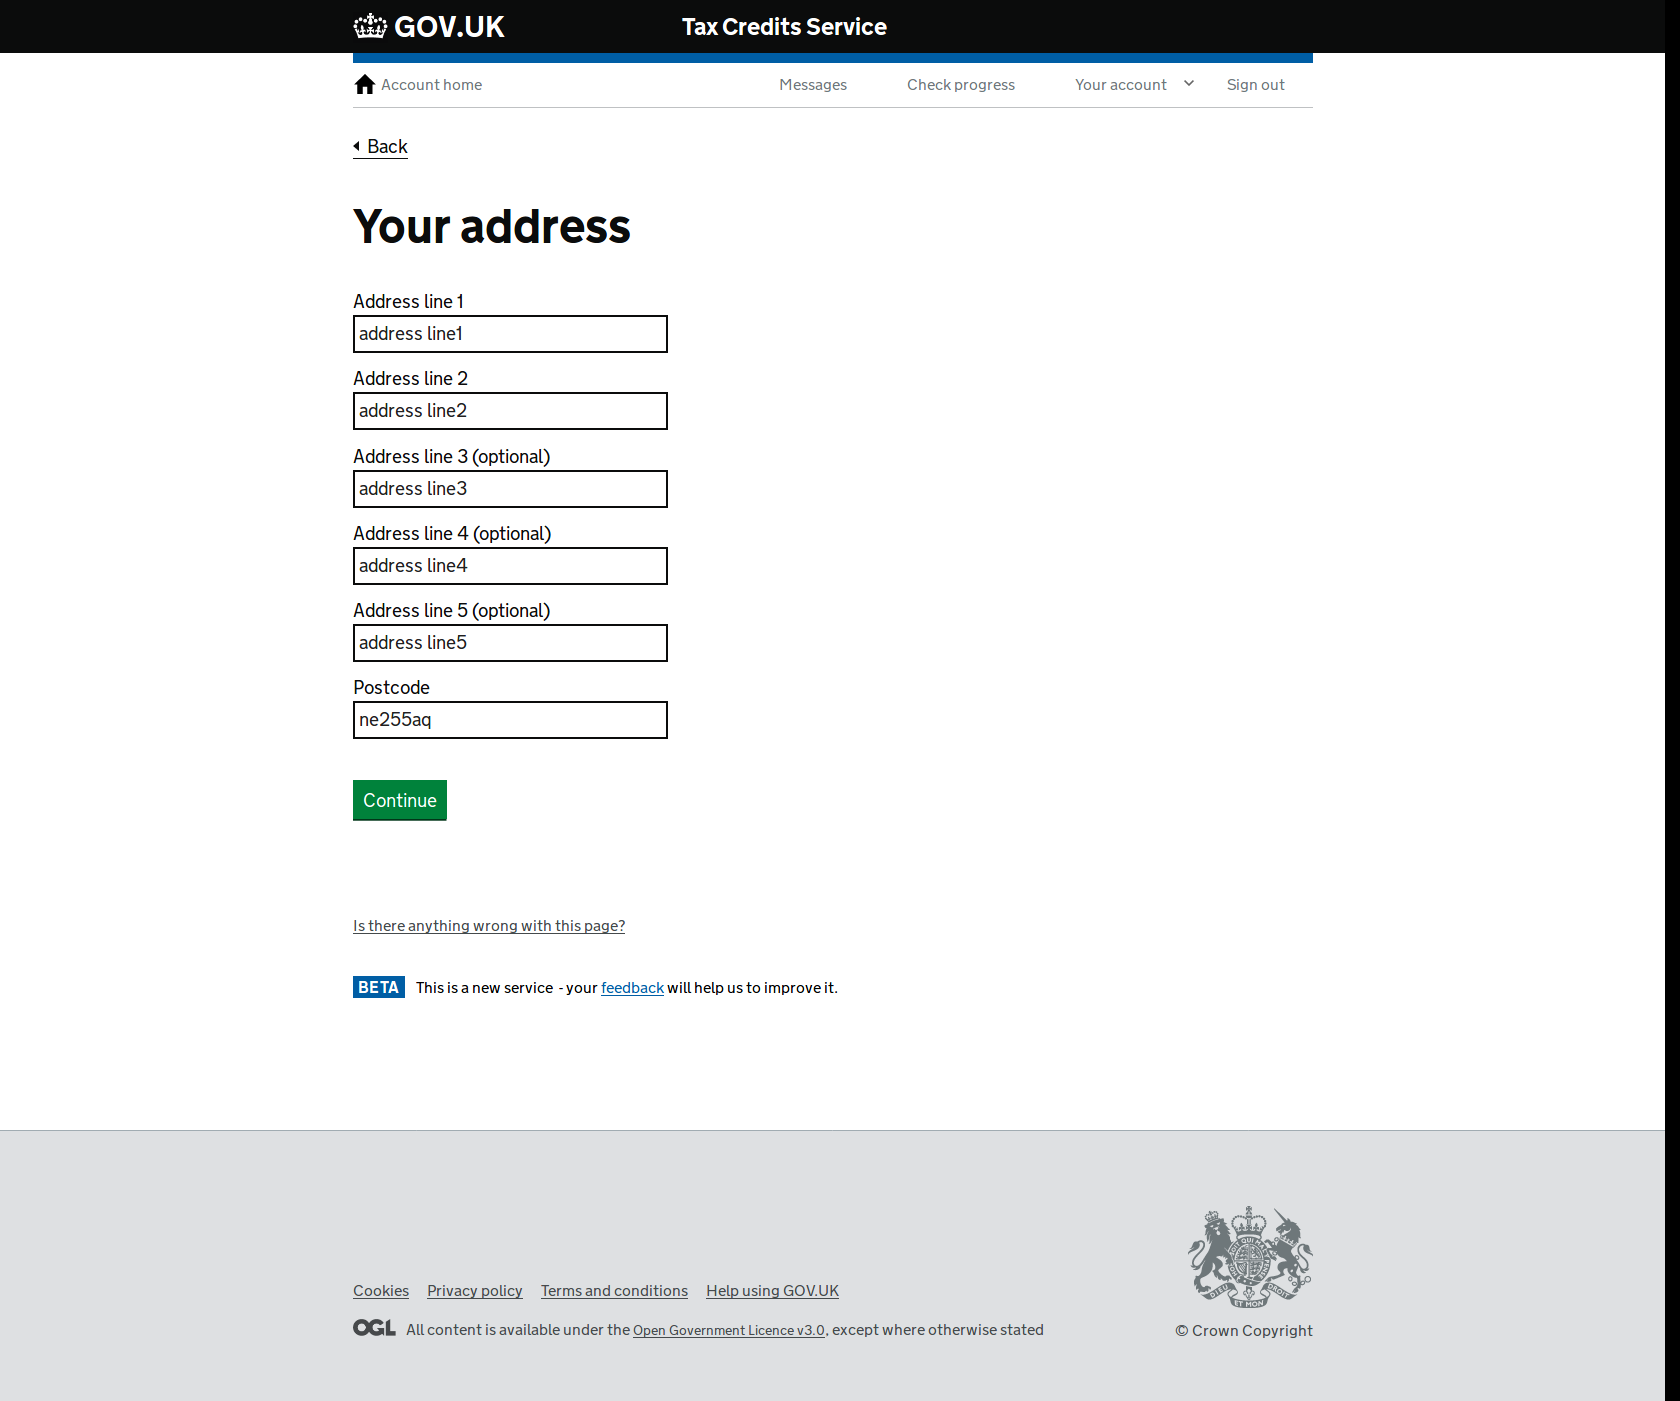 GOV.UK
Tax Credits Service
Account home
Messages
Check progress
Your account
Sign out
Back
Your address
Address line 1
address line1
Address line 2
address line2
Address line 3 (optional)
address line3
Address line 4 (optional)
address line4
Address line 5 (optional)
address line5
Postcode
ne255aq
Continue
Is there anything wrong with this page?
BETA This is a new service - your feedback will help us to improve it.
Cookies Privacy policy Terms and conditions Help using GOV.UK
OGL All content is available under the Open Government Licence v3.0, except where otherwise stated
© Crown Copyright